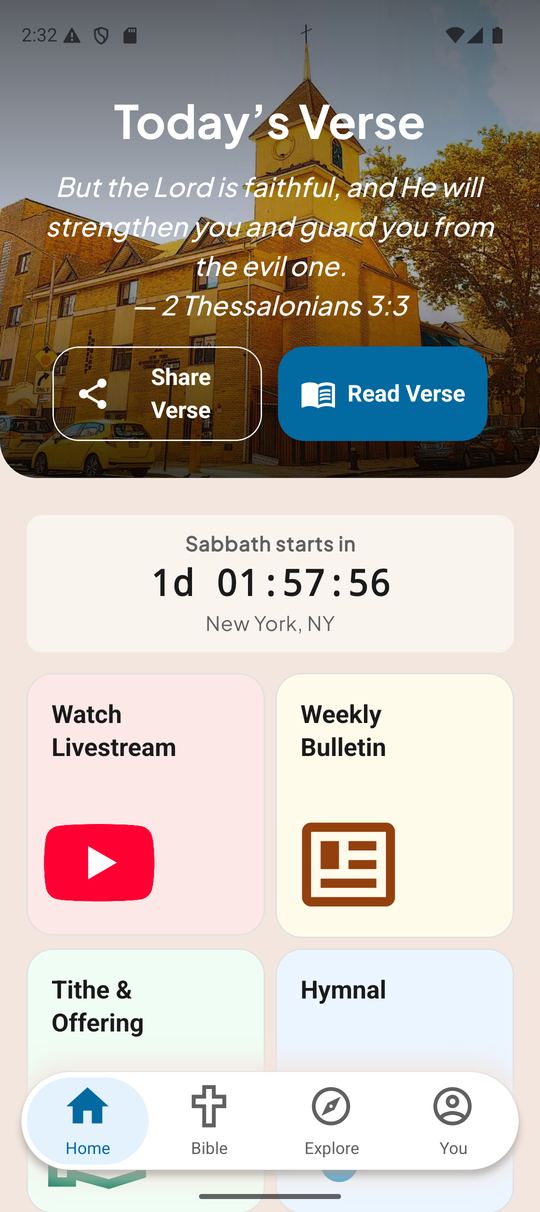 2:32
Today's Verse
But the Lord is faithful, and He will
strengthen you and guard you from
the evil one.
— 2 Thessalonians 3:3
Share
Verse
Read Verse
Sabbath starts in
1d 01:57:56
New York, NY
Watch
Livestream
Weekly
Bulletin
Tithe &
Offering
Hymnal
Home
Bible
Explore
You